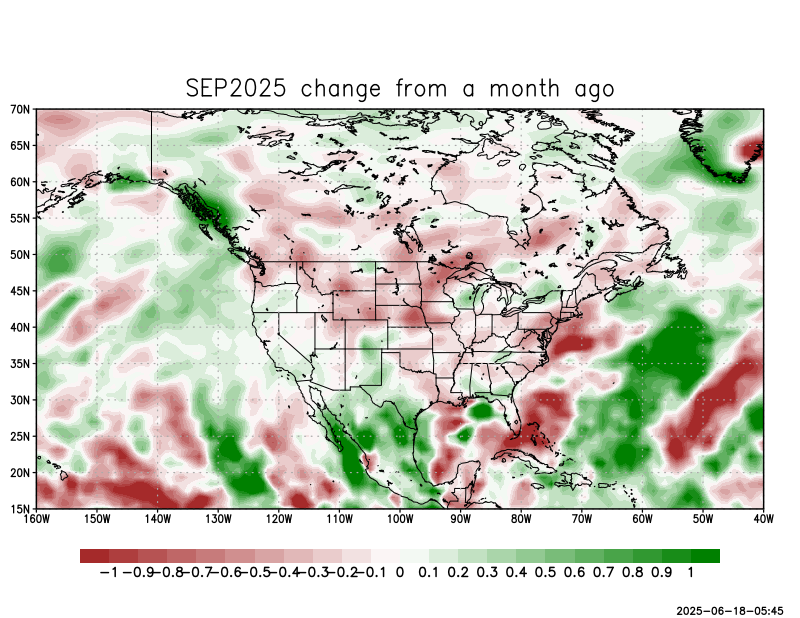 SEP2025 change from a month ago
70N
65N
60N
55N
50N
45N
40N
35N
30N
25N
20N
15N
160W 150W 140W 130W 120W 110W 100W 90W 80W 70W 60W 50W 40W
−1 −0.9 −0.8 −0.7 −0.6 −0.5 −0.4 −0.3 −0.2 −0.1 0 0.1 0.2 0.3 0.4 0.5 0.6 0.7 0.8 0.9 1
2025-06-18-05:45